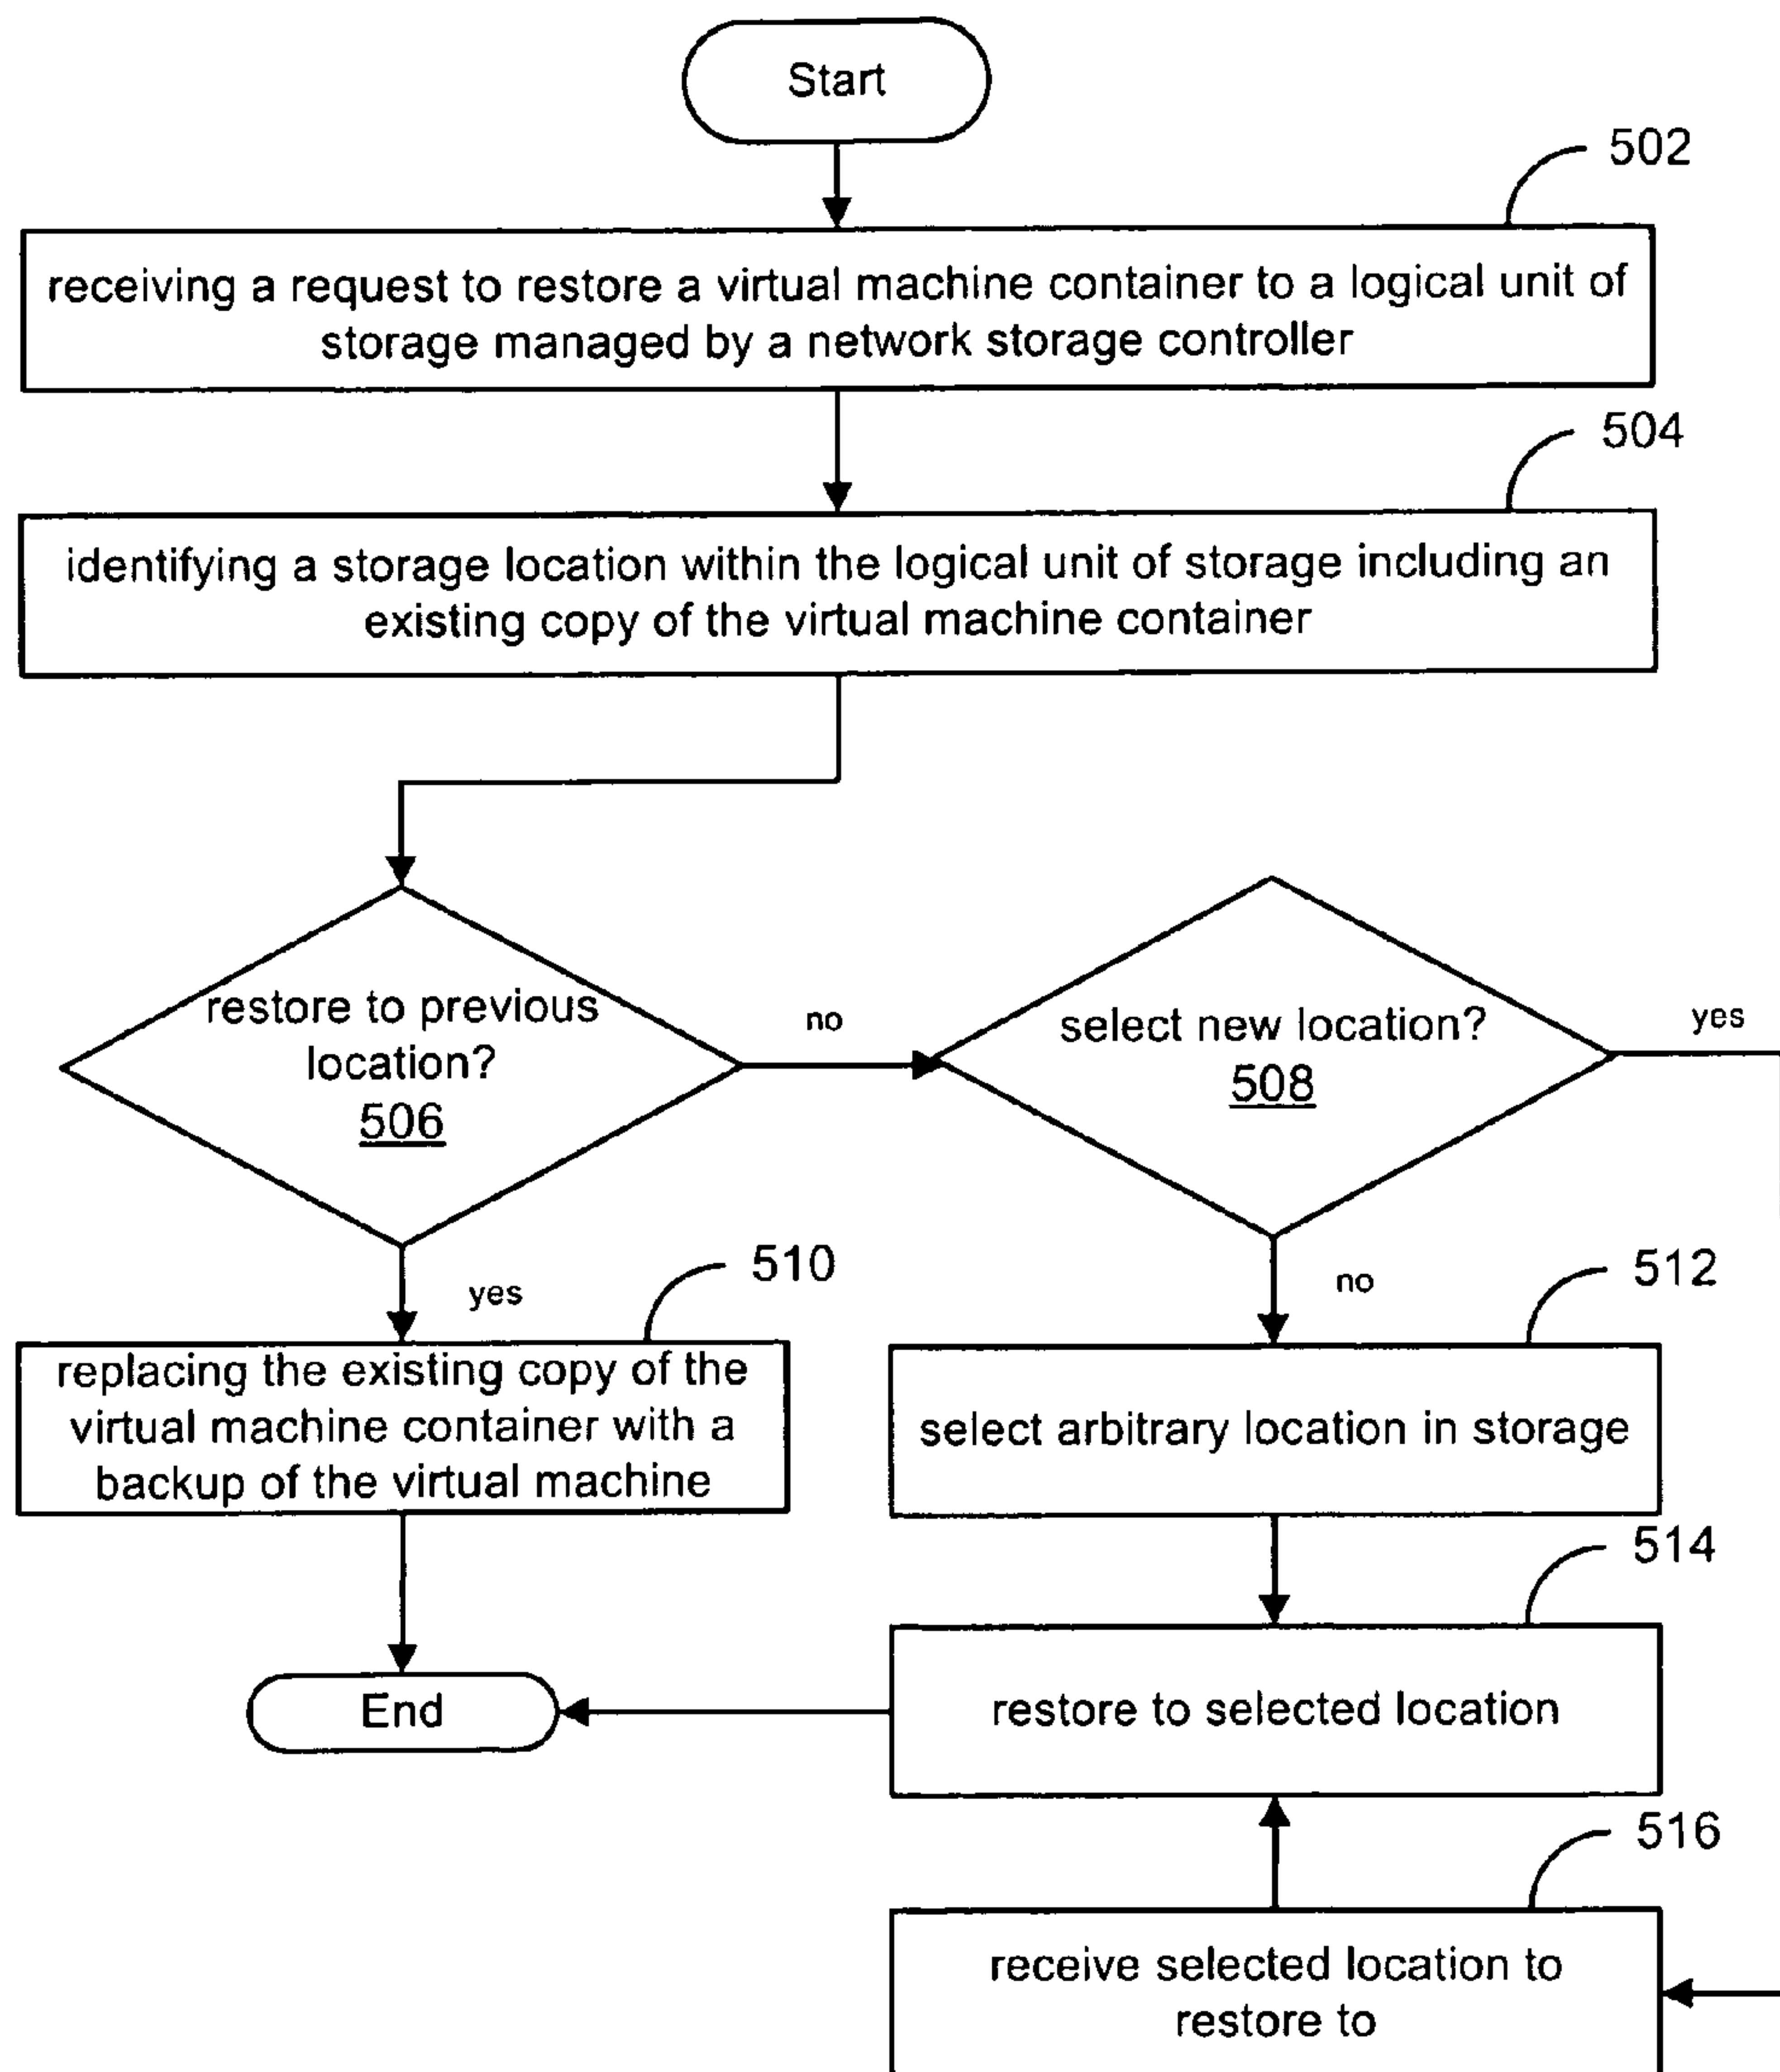 Start
502
receiving a request to restore a virtual machine container to a logical unit of
storage managed by a network storage controller
504
identifying a storage location within the logical unit of storage including an
existing copy of the virtual machine container
restore to previous
location?
506
no
select new location?
508
yes
yes
510
replacing the existing copy of the
virtual machine container with a
backup of the virtual machine
no
512
select arbitrary location in storage
514
restore to selected location
End
516
receive selected location to
restore to